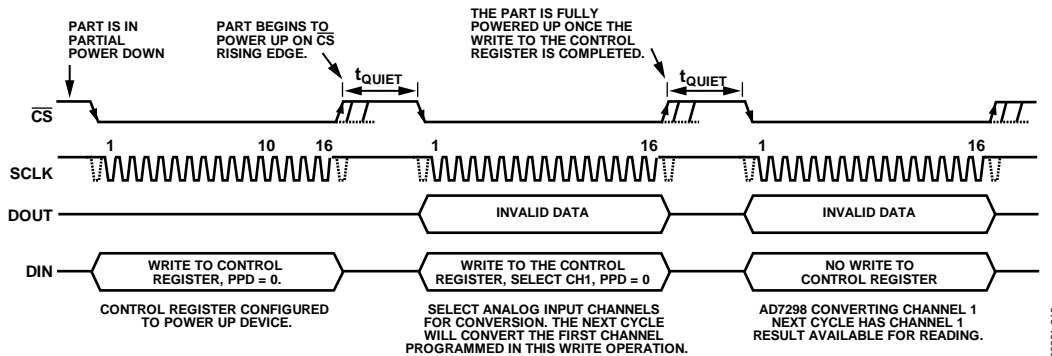 PART IS IN
PARTIAL
POWER DOWN
PART BEGINS TO
POWER UP ON CS
RISING EDGE.
THE PART IS FULLY
POWERED UP ONCE THE
WRITE TO THE CONTROL
REGISTER IS COMPLETED.
tQUIET
tQUIET
CS
1 10 16 1 16 1 16
SCLK
DOUT INVALID DATA INVALID DATA
DIN
WRITE TO CONTROL
REGISTER, PPD = 0.
WRITE TO THE CONTROL
REGISTER, SELECT CH1, PPD = 0
NO WRITE TO
CONTROL REGISTER
CONTROL REGISTER CONFIGURED
TO POWER UP DEVICE.
SELECT ANALOG INPUT CHANNELS
FOR CONVERSION. THE NEXT CYCLE
WILL CONVERT THE FIRST CHANNEL
PROGRAMMED IN THIS WRITE OPERATION.
AD7298 CONVERTING CHANNEL 1
NEXT CYCLE HAS CHANNEL 1
RESULT AVAILABLE FOR READING.